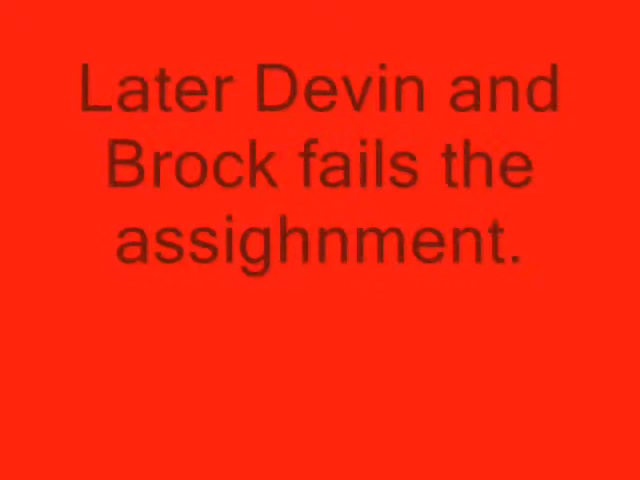 Later Devin and
Brock fails the
assighnment.